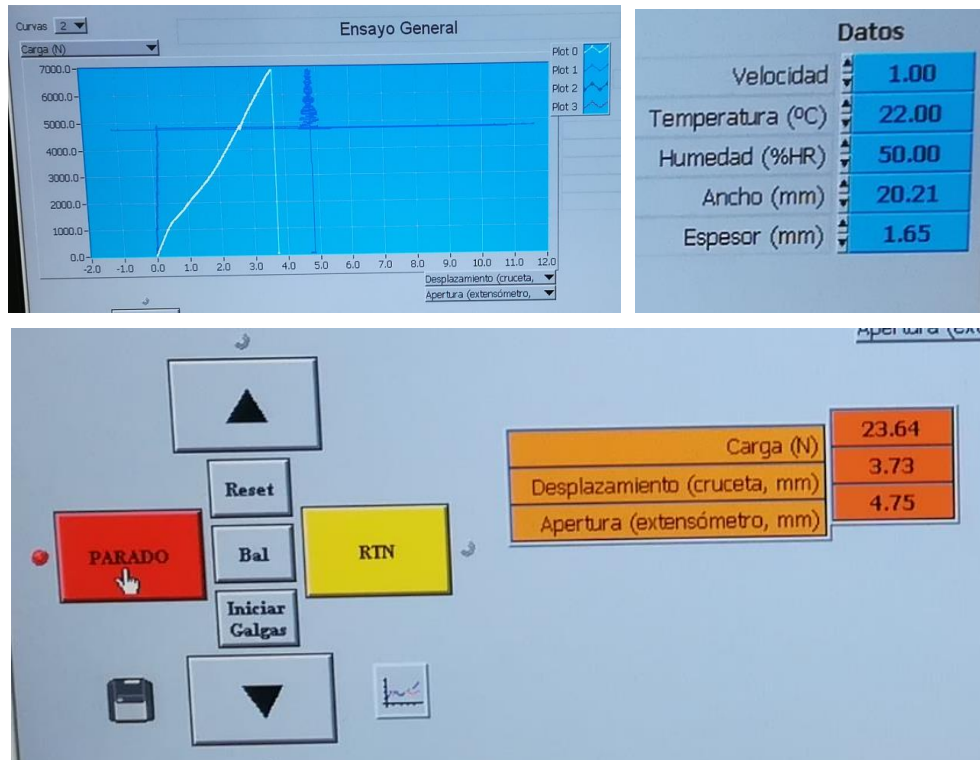 Curvas 2
Ensayo General
Carga (N)
Plot 0
Plot 1
Plot 2
Plot 3
7000.0
6000.0
5000.0
4000.0
3000.0
2000.0
1000.0
0.0
-2.0 -1.0 0.0 1.0 2.0 3.0 4.0 5.0 6.0 7.0 8.0 9.0 10.0 11.0 12.0
Desplazamiento (cruceta,
Apertura (extensómetro,
Datos
Velocidad 1.00
Temperatura (ºC) 22.00
Humedad (%HR) 50.00
Ancho (mm) 20.21
Espesor (mm) 1.65
Reset
PARADO
Bal
RTN
Iniciar
Galgas
Carga (N) 23.64
Desplazamiento (cruceta, mm) 3.73
Apertura (extensómetro, mm) 4.75